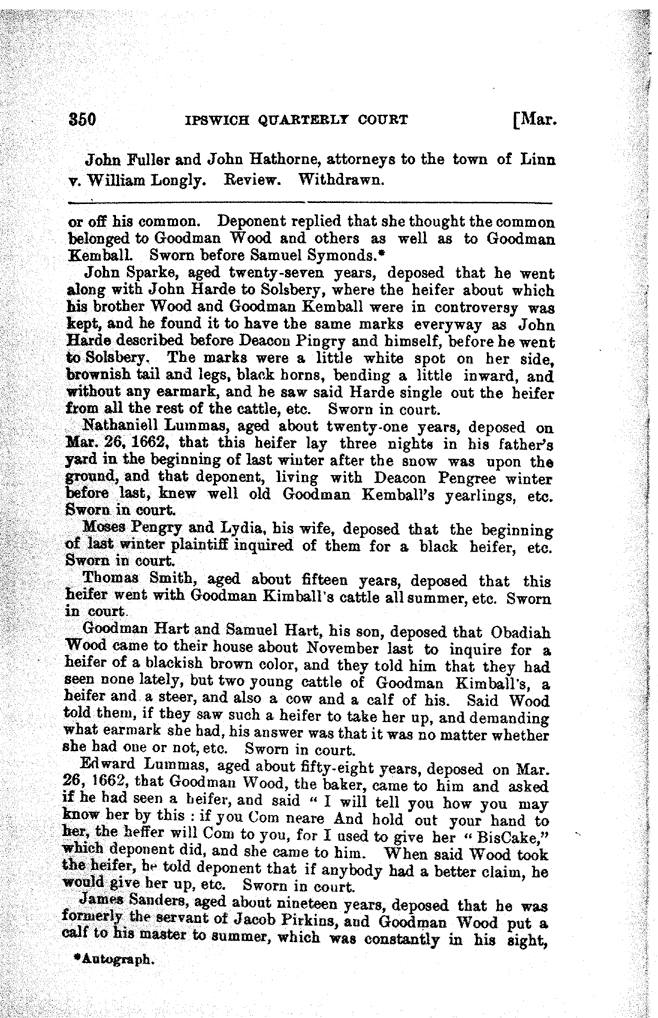 350 IPSWICH QUARTERLY COURT [Mar.
John Fuller and John Hathorne, attorneys to the town of Linn
v. William Longly. Review. Withdrawn.
or off his common. Deponent replied that she thought the common
belonged to Goodman Wood and others as well as to Goodman
Kemball. Sworn before Samuel Symonds.*
John Sparke, aged twenty-seven years, deposed that he went
along with John Harde to Solsbery, where the heifer about which
his brother Wood and Goodman Kemball were in controversy was
kept, and he found it to have the same marks everyway as John
Harde described before Deacon Pingry and himself, before he went
to Solsbery. The marks were a little white spot on her side,
brownish tail and legs, black horns, bending a little inward, and
without any earmark, and he saw said Harde single out the heifer
from all the rest of the cattle, etc. Sworn in court.
Nathaniell Lummas, aged about twenty-one years, deposed on
Mar. 26, 1662, that this heifer lay three nights in his father's
yard in the beginning of last winter after the snow was upon the
ground, and that deponent, living with Deacon Pengree winter
before last, knew well old Goodman Kemball's yearlings, etc.
Sworn in court.
Moses Pengry and Lydia, his wife, deposed that the beginning
of last winter plaintiff inquired of them for a black heifer, etc.
Sworn in court.
Thomas Smith, aged about fifteen years, deposed that this
heifer went with Goodman Kimball's cattle all summer, etc. Sworn
in court.
Goodman Hart and Samuel Hart, his son, deposed that Obadiah
Wood came to their house about November last to inquire for a
heifer of a blackish brown color, and they told him that they had
seen none lately, but two young cattle of Goodman Kimball's, a
heifer and a steer, and also a cow and a calf of his. Said Wood
told them, if they saw such a heifer to take her up, and demanding
what earmark she had, his answer was that it was no matter whether
she had one or not, etc. Sworn in court.
Edward Lummas, aged about fifty-eight years, deposed on Mar.
26, 1662, that Goodman Wood, the baker, came to him and asked
if he had seen a heifer, and said " I will tell you how you may
know her by this : if you Com neare And hold out your hand to
her, the heffer will Com to you, for I used to give her " BisCake,"
which deponent did, and she came to him. When said Wood took
the heifer, he told deponent that if anybody had a better claim, he
would give her up, etc. Sworn in court.
James Sanders, aged about nineteen years, deposed that he was
formerly the servant of Jacob Pirkins, and Goodman Wood put a
calf to his master to summer, which was constantly in his sight,
*Autograph.